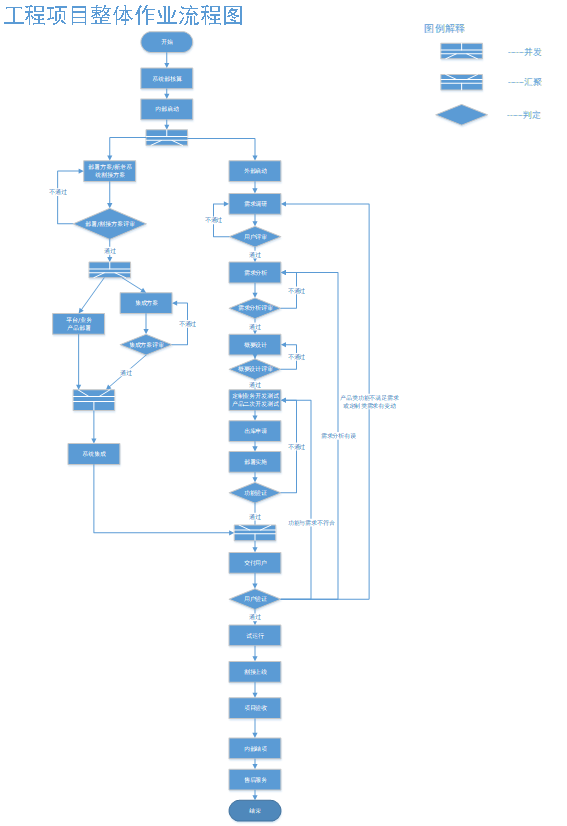 工程项目整体作业流程图
图例解释
开始
——并发
系统部核算
——汇聚
内部启动
——判定
部署方案/新老系
统割接方案
外部启动
不通过
需求调研
不通过
部署/割接方案评审
用户评审
通过
通过
需求分析
不通过
集成方案
需求分析评审
平台/业务
产品部署
不通过
通过
集成方案评审
概要设计
不通过
通过
概要设计评审
通过
定制业务开发测试
产品二次开发测试
产品类功能不满足需求
或定制类需求有变动
出库申请
需求分析有误
不通过
系统集成
部署实施
功能验证
通过
功能与需求不符合
交付用户
用户验证
通过
试运行
割接上线
项目验收
内部结项
售后服务
结束